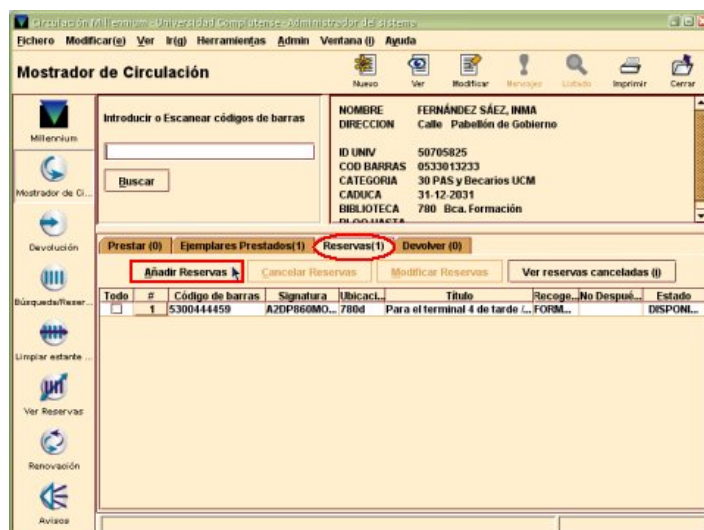 Circulación Millennium - Universidad Complutense - Administrador del sistema
Fichero Modificar(e) Ver Ir(g) Herramientas Admin Ventana (l) Ayuda
Mostrador de Circulación
Nuevo Ver Modificar Mensajes Listado Imprimir Cerrar
Millennium
Mostrador de Ci...
Devolución
Búsqueda/Reser...
Limpiar estante ...
Ver Reservas
Renovación
Avisos
Introducir o Escanear códigos de barras
Buscar
NOMBRE FERNÁNDEZ SÁEZ, INMA
DIRECCION Calle Pabellón de Gobierno
ID UNIV 50705825
COD BARRAS 0533013233
CATEGORIA 30 PAS y Becarios UCM
CADUCA 31-12-2031
BIBLIOTECA 780 Bca. Formación
BLOQ HASTA
Prestar (0) Ejemplares Prestados(1) Reservas(1) Devolver (0)
Añadir Reservas Cancelar Reservas Modificar Reservas Ver reservas canceladas (l)
Todo # Código de barras Signatura Ubicaci... Título Recoge... No Despué... Estado
1 5300444459 A2DP860MO... 780d Para el terminal 4 de tarde /... FORM... DISPONI...